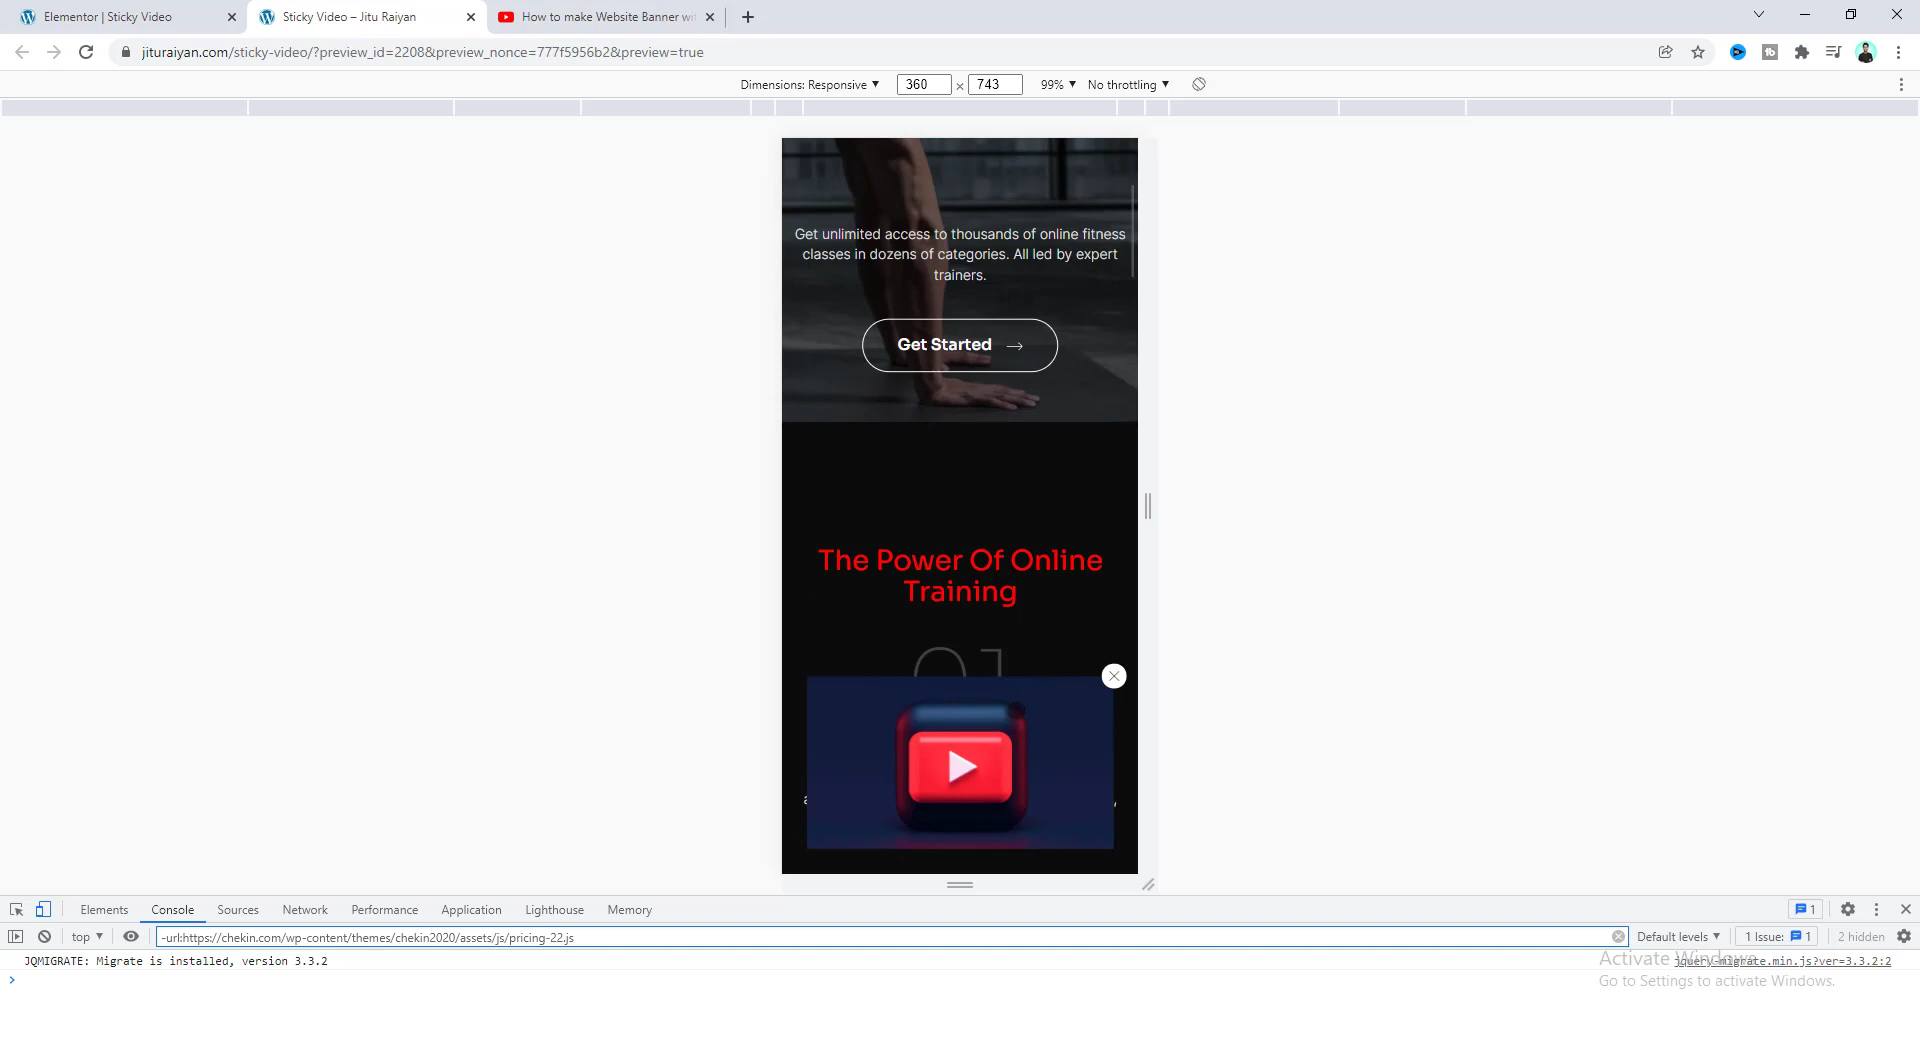 Elementor | Sticky Video
Sticky Video – Jitu Raiyan
How to make Website Banner wi
jituraiyan.com/sticky-video/?preview_id=2208&preview_nonce=777f5956b2&preview=true
Dimensions: Responsive 360 × 743 99% No throttling
Get unlimited access to thousands of online fitness
classes in dozens of categories. All led by expert
trainers.
Get Started
The Power Of Online
Training
01
Elements Console Sources Network Performance Application Lighthouse Memory 1
top -url:https://chekin.com/wp-content/themes/chekin2020/assets/js/pricing-22.js Default levels 1 Issue: 1 2 hidden
JQMIGRATE: Migrate is installed, version 3.3.2 jquery-migrate.min.js?ver=3.3.2:2
Activate Windows
Go to Settings to activate Windows.